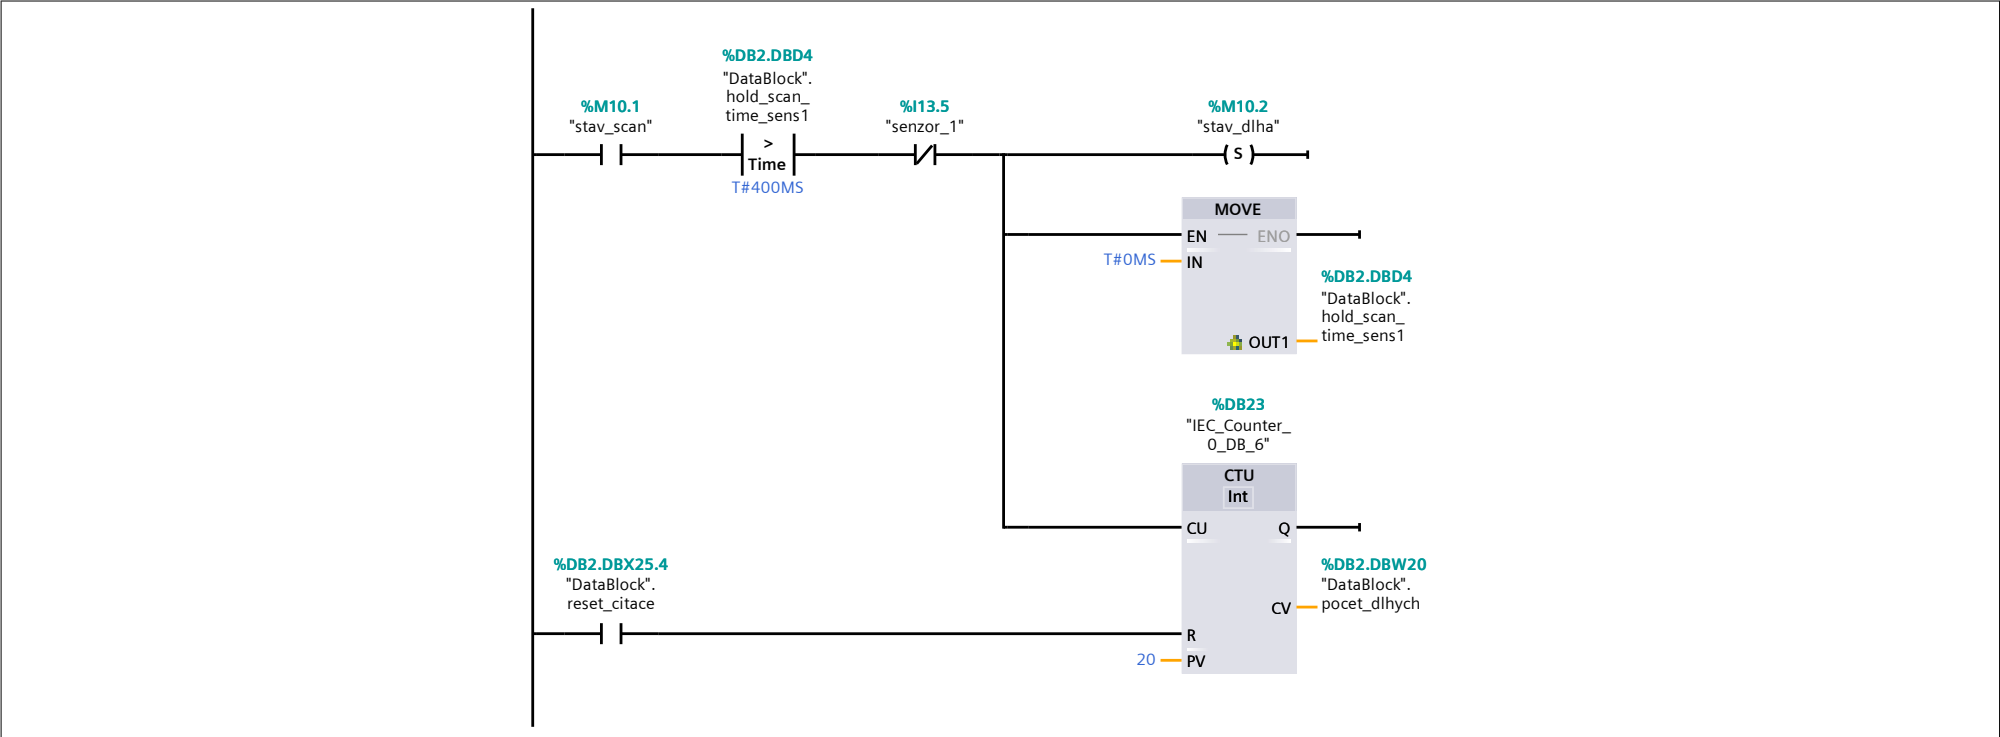 %DB2.DBD4
"DataBlock".
hold_scan_
time_sens1
%M10.1
"stav_scan"
>
Time
T#400MS
%I13.5
"senzor_1"
%M10.2
"stav_dlha"
S
MOVE
EN
ENO
T#0MS
IN
%DB2.DBD4
"DataBlock".
hold_scan_
time_sens1
OUT1
%DB23
"IEC_Counter_
0_DB_6"
CTU
Int
CU
Q
%DB2.DBX25.4
"DataBlock".
reset_citace
%DB2.DBW20
"DataBlock".
pocet_dlhych
CV
R
20
PV